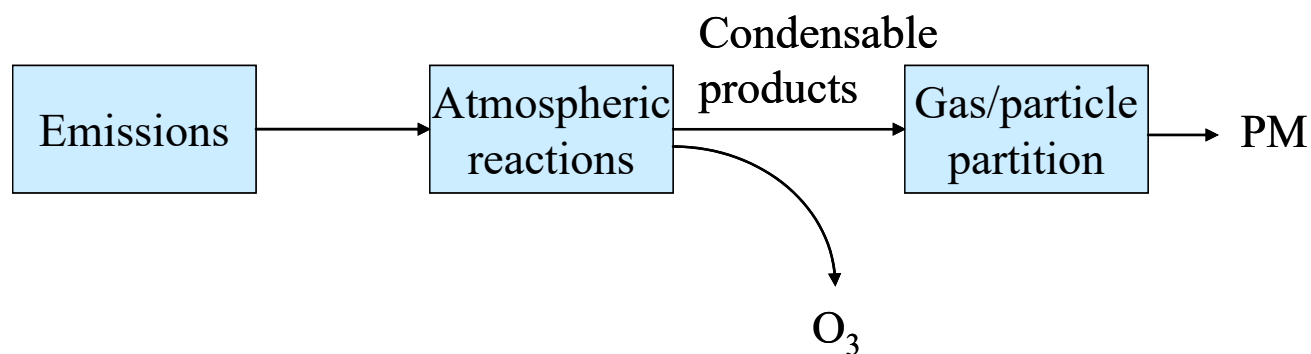 Emissions
Atmospheric
reactions
Condensable
products
Gas/particle
partition
PM
O₃